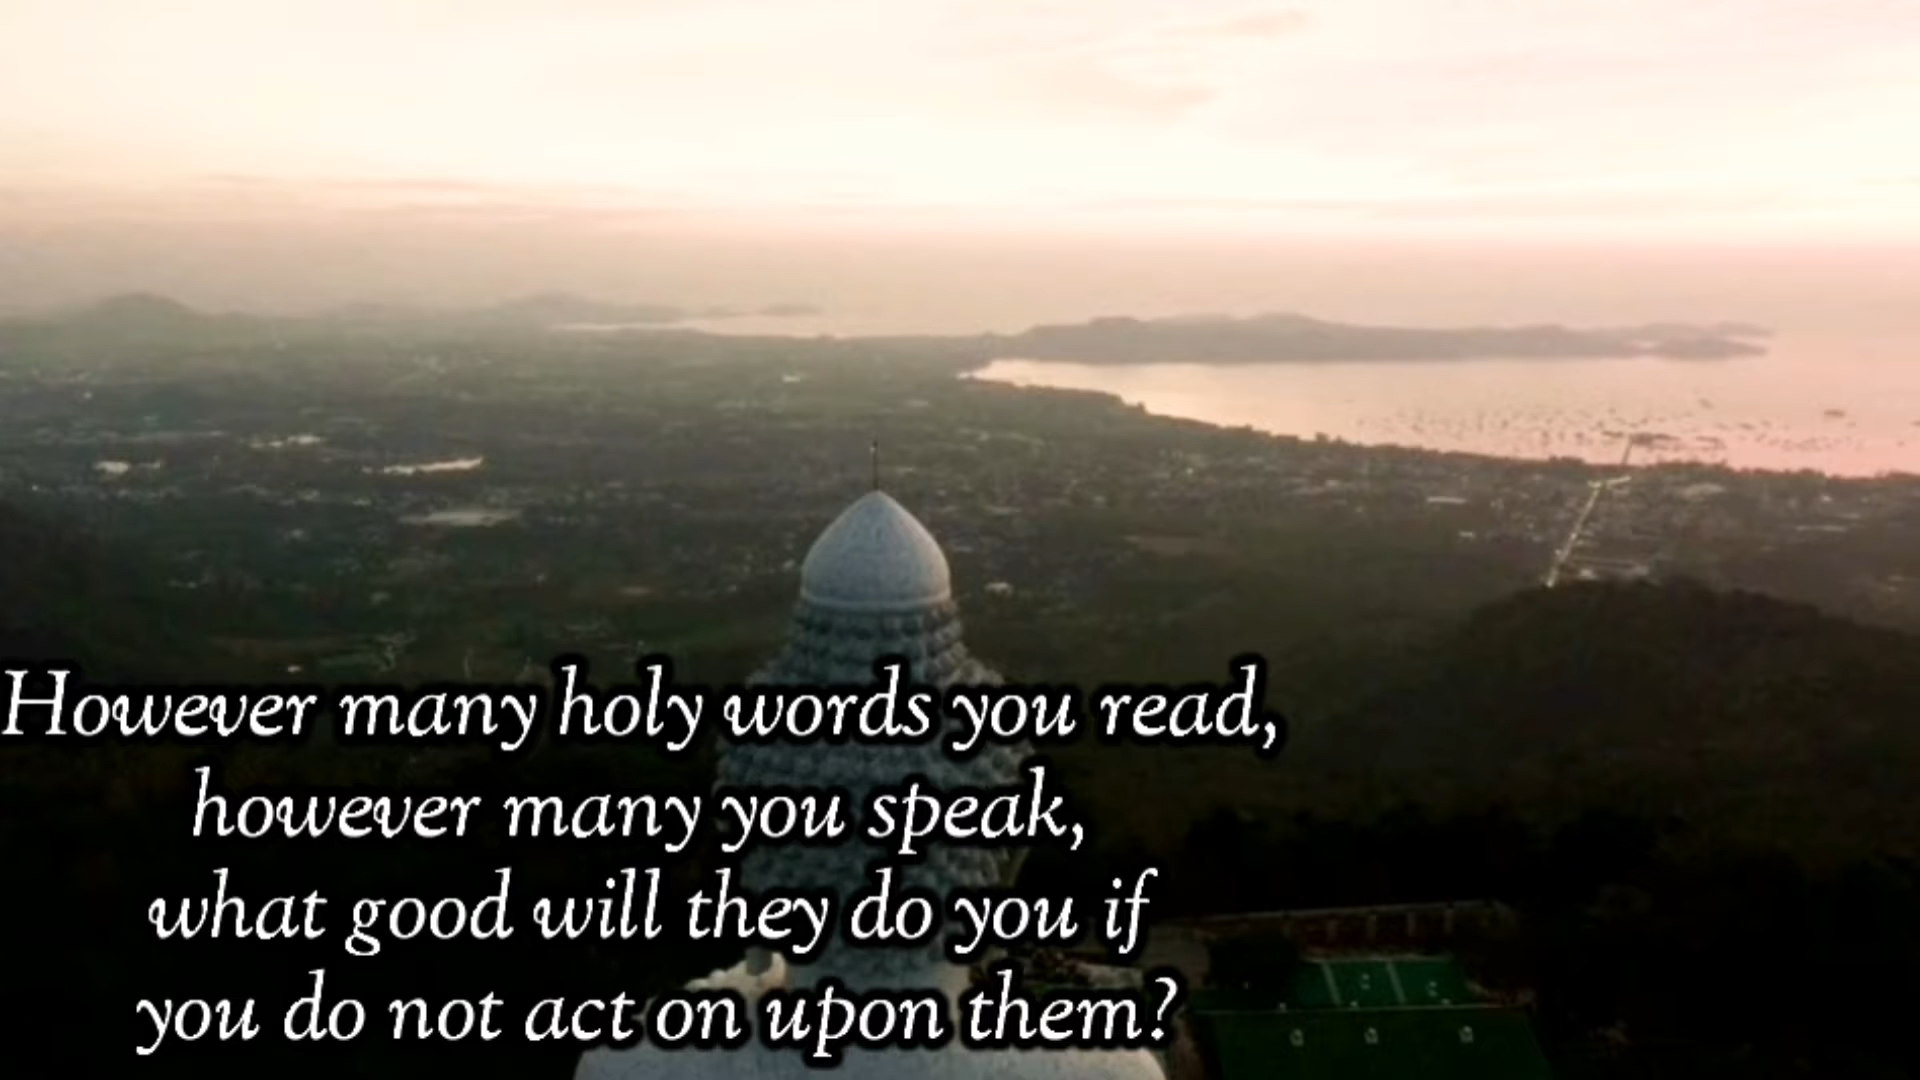 However many holy words you read,
however many you speak,
what good will they do you if
you do not act on upon them?